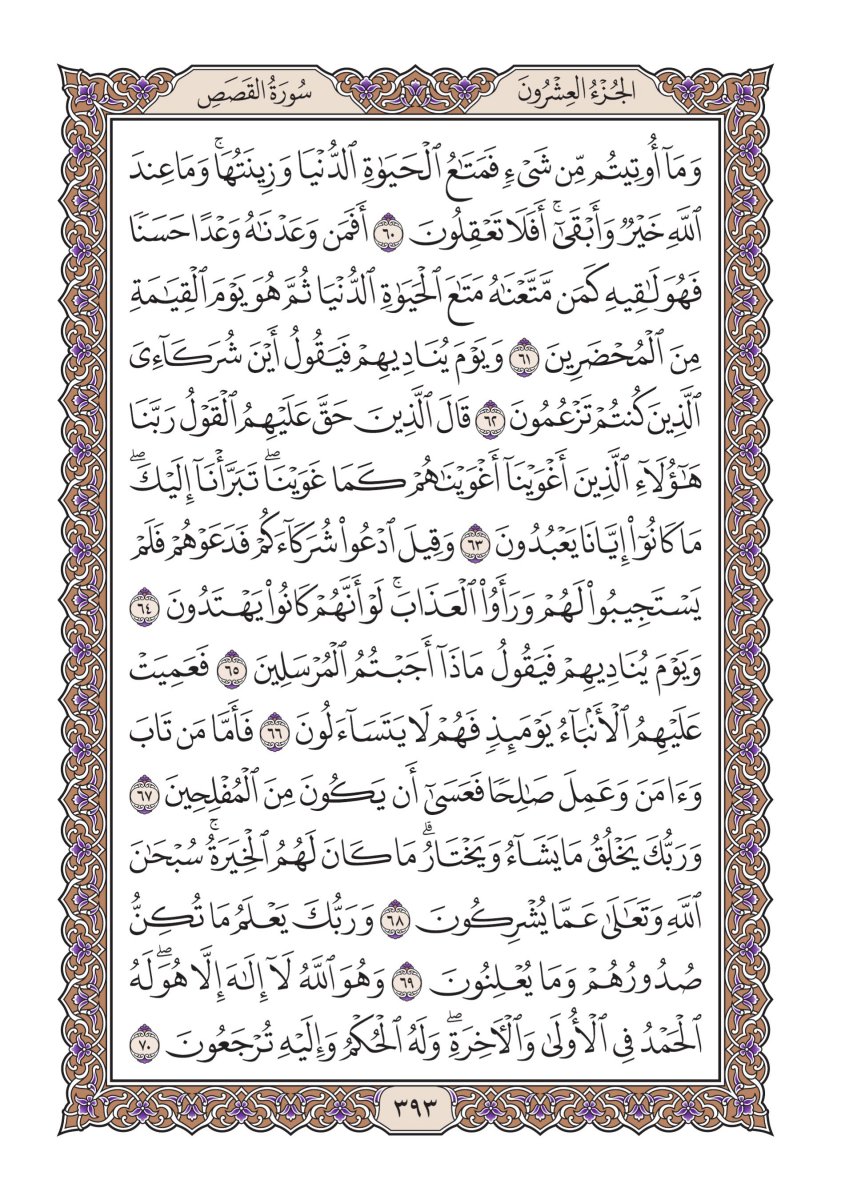 الجُزْءُ العِشْرُونَ
سُورَةُ القَصَصِ
وَمَآ أُوتِيتُم مِّن شَىْءٍ فَمَتَـٰعُ ٱلْحَيَوٰةِ ٱلدُّنْيَا وَزِينَتُهَا ۚ وَمَا عِندَ
ٱللَّهِ خَيْرٌ وَأَبْقَىٰٓ ۚ أَفَلَا تَعْقِلُونَ ٦٠ أَفَمَن وَعَدْنَـٰهُ وَعْدًا حَسَنًا
فَهُوَ لَـٰقِيهِ كَمَن مَّتَّعْنَـٰهُ مَتَـٰعَ ٱلْحَيَوٰةِ ٱلدُّنْيَا ثُمَّ هُوَ يَوْمَ ٱلْقِيَـٰمَةِ
مِنَ ٱلْمُحْضَرِينَ ٦١ وَيَوْمَ يُنَادِيهِمْ فَيَقُولُ أَيْنَ شُرَكَآءِىَ
ٱلَّذِينَ كُنتُمْ تَزْعُمُونَ ٦٢ قَالَ ٱلَّذِينَ حَقَّ عَلَيْهِمُ ٱلْقَوْلُ رَبَّنَا
هَـٰٓؤُلَآءِ ٱلَّذِينَ أَغْوَيْنَآ أَغْوَيْنَـٰهُمْ كَمَا غَوَيْنَا ۖ تَبَرَّأْنَآ إِلَيْكَ ۖ
مَا كَانُوٓا۟ إِيَّانَا يَعْبُدُونَ ٦٣ وَقِيلَ ٱدْعُوا۟ شُرَكَآءَكُمْ فَدَعَوْهُمْ فَلَمْ
يَسْتَجِيبُوا۟ لَهُمْ وَرَأَوُا۟ ٱلْعَذَابَ ۚ لَوْ أَنَّهُمْ كَانُوا۟ يَهْتَدُونَ ٦٤
وَيَوْمَ يُنَادِيهِمْ فَيَقُولُ مَاذَآ أَجَبْتُمُ ٱلْمُرْسَلِينَ ٦٥ فَعَمِيَتْ
عَلَيْهِمُ ٱلْأَنۢبَآءُ يَوْمَئِذٍ فَهُمْ لَا يَتَسَآءَلُونَ ٦٦ فَأَمَّا مَن تَابَ
وَءَامَنَ وَعَمِلَ صَـٰلِحًا فَعَسَىٰٓ أَن يَكُونَ مِنَ ٱلْمُفْلِحِينَ ٦٧
وَرَبُّكَ يَخْلُقُ مَا يَشَآءُ وَيَخْتَارُ ۗ مَا كَانَ لَهُمُ ٱلْخِيَرَةُ ۚ سُبْحَـٰنَ
ٱللَّهِ وَتَعَـٰلَىٰ عَمَّا يُشْرِكُونَ ٦٨ وَرَبُّكَ يَعْلَمُ مَا تُكِنُّ
صُدُورُهُمْ وَمَا يُعْلِنُونَ ٦٩ وَهُوَ ٱللَّهُ لَآ إِلَـٰهَ إِلَّا هُوَ ۖ لَهُ
ٱلْحَمْدُ فِى ٱلْأُولَىٰ وَٱلْـَٔاخِرَةِ ۖ وَلَهُ ٱلْحُكْمُ وَإِلَيْهِ تُرْجَعُونَ ٧٠
٣٩٣